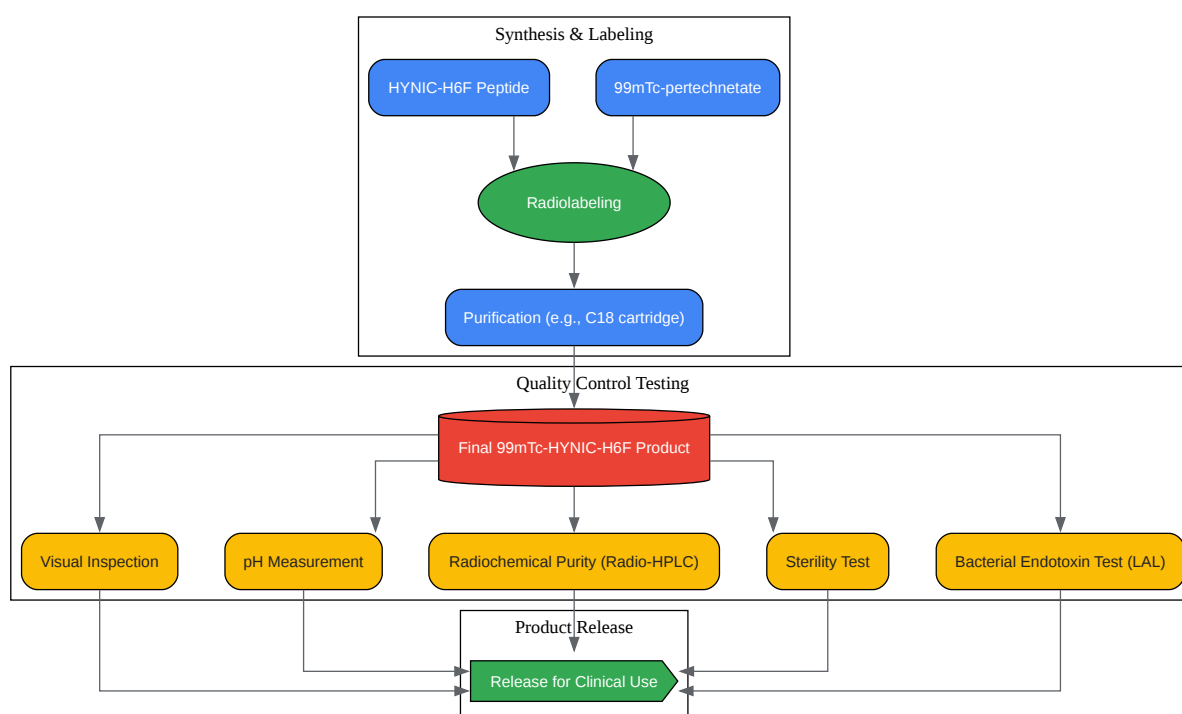 Synthesis & Labeling
HYNIC-H6F Peptide
99mTc-pertechnetate
Radiolabeling
Purification (e.g., C18 cartridge)
Quality Control Testing
Final 99mTc-HYNIC-H6F Product
Visual Inspection
pH Measurement
Radiochemical Purity (Radio-HPLC)
Sterility Test
Bacterial Endotoxin Test (LAL)
Product Release
Release for Clinical Use